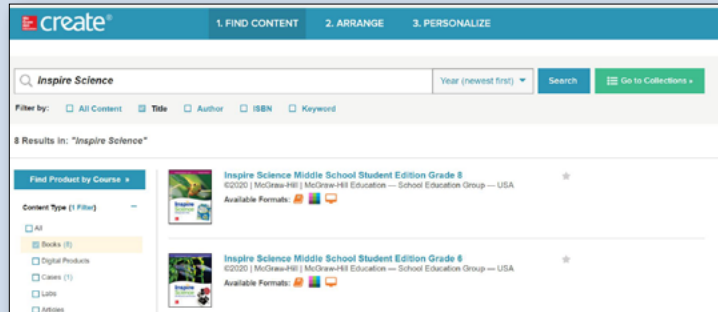 create®
1. FIND CONTENT 2. ARRANGE 3. PERSONALIZE
Inspire Science Year (newest first) Search Go to Collections »
Filter by: All Content Title Author ISBN Keyword
8 Results in: "Inspire Science"
Find Product by Course »
Content Type (1 Filter)
All
Books (8)
Digital Products
Cases (1)
Labs
Articles
Inspire Science Middle School Student Edition Grade 8
©2020 | McGraw-Hill | McGraw-Hill Education — School Education Group — USA
Available Formats:
Inspire Science Middle School Student Edition Grade 6
©2020 | McGraw-Hill | McGraw-Hill Education — School Education Group — USA
Available Formats: